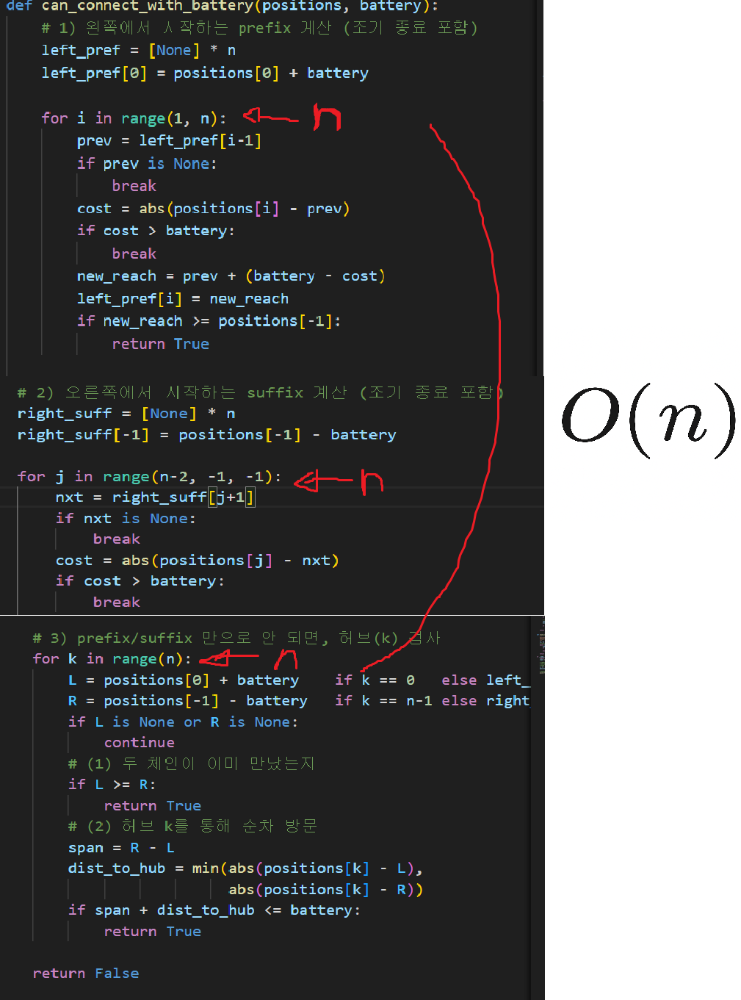 def can_connect_with_battery(positions, battery):
# 1) 왼쪽에서 시작하는 prefix 계산 (조기 종료 포함)
left_pref = [None] * n
left_pref[0] = positions[0] + battery
for i in range(1, n): n
prev = left_pref[i-1]
if prev is None:
break
cost = abs(positions[i] - prev)
if cost > battery:
break
new_reach = prev + (battery - cost)
left_pref[i] = new_reach
if new_reach >= positions[-1]:
return True
# 2) 오른쪽에서 시작하는 suffix 계산 (조기 종료 포함)
right_suff = [None] * n
right_suff[-1] = positions[-1] - battery
for j in range(n-2, -1, -1): n
nxt = right_suff[j+1]
if nxt is None:
break
cost = abs(positions[j] - nxt)
if cost > battery:
break
# 3) prefix/suffix 만으로 안 되면, 허브(k) 검사
for k in range(n): n
L = positions[0] + battery if k == 0 else left_
R = positions[-1] - battery if k == n-1 else right
if L is None or R is None:
continue
# (1) 두 체인이 이미 만났는지
if L >= R:
return True
# (2) 허브 k를 통해 순차 방문
span = R - L
dist_to_hub = min(abs(positions[k] - L),
abs(positions[k] - R))
if span + dist_to_hub <= battery:
return True
return False
O(n)